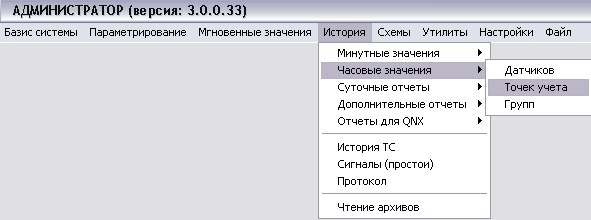 АДМИНИСТРАТОР (версия: 3.0.0.33)
Базис системы Параметрирование Мгновенные значения История Схемы Утилиты Настройки Файл
Минутные значения
Часовые значения
Суточные отчеты
Дополнительные отчеты
Отчеты для QNX
История ТС
Сигналы (простои)
Протокол
Чтение архивов
Датчиков
Точек учета
Групп